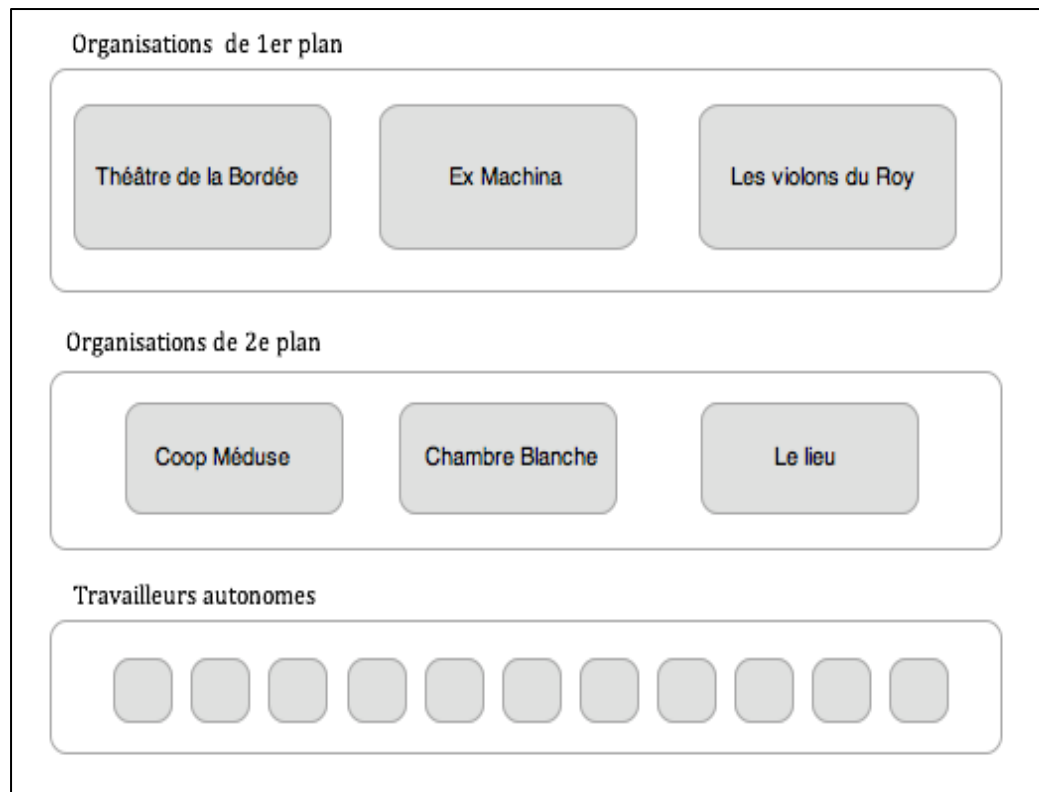 Organisations de 1er plan
Théâtre de la Bordée
Ex Machina
Les violons du Roy
Organisations de 2e plan
Coop Méduse
Chambre Blanche
Le lieu
Travailleurs autonomes